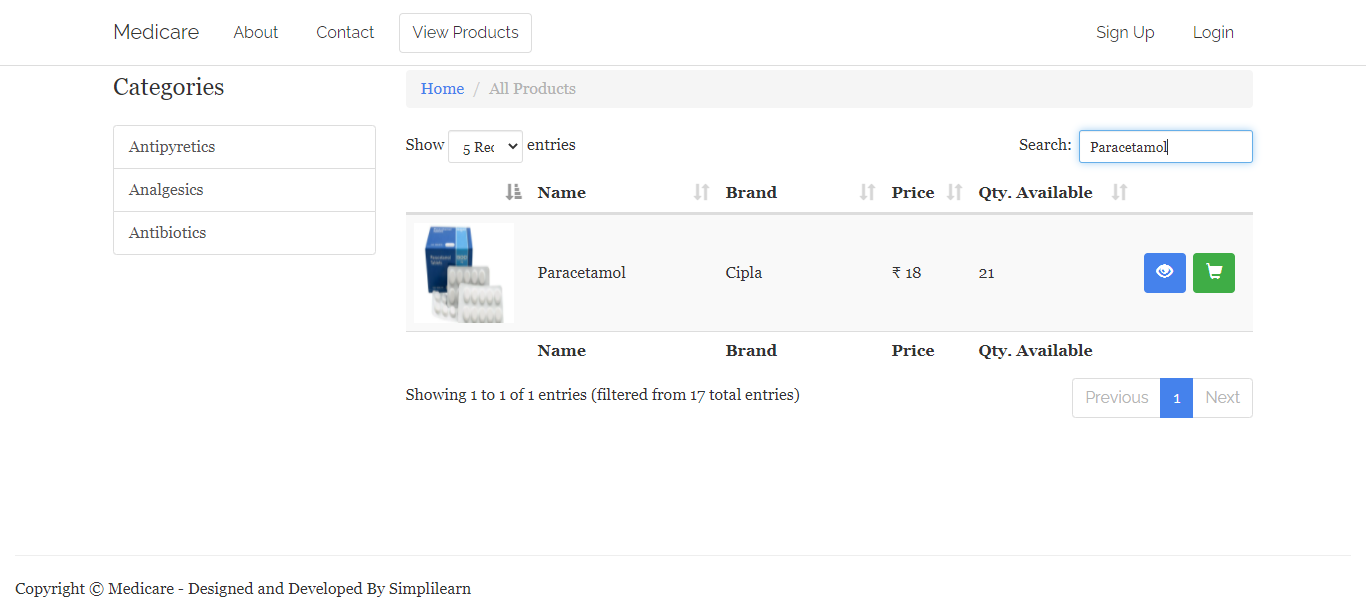 Medicare About Contact View Products Sign Up Login
Categories
Antipyretics
Analgesics
Antibiotics
Home / All Products
Show 5 Rec entries Search: Paracetamol
Name Brand Price Qty. Available
Paracetamol Cipla ₹ 18 21
Name Brand Price Qty. Available
Showing 1 to 1 of 1 entries (filtered from 17 total entries) Previous 1 Next
Copyright © Medicare - Designed and Developed By Simplilearn